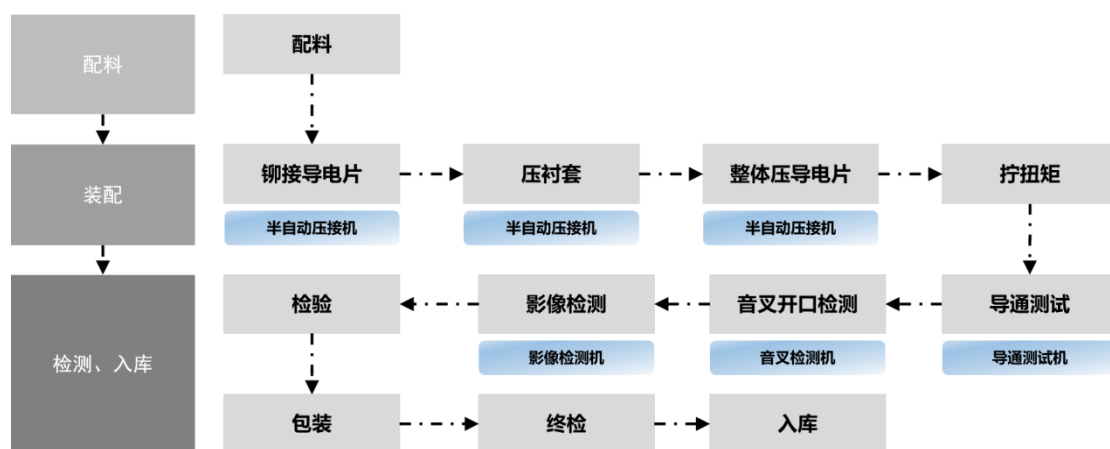 配料
配料
装配
铆接导电片
压衬套
整体压导电片
拧扭矩
半自动压接机
半自动压接机
半自动压接机
检测、入库
检验
影像检测
音叉开口检测
导通测试
影像检测机
音叉检测机
导通测试机
包装
终检
入库